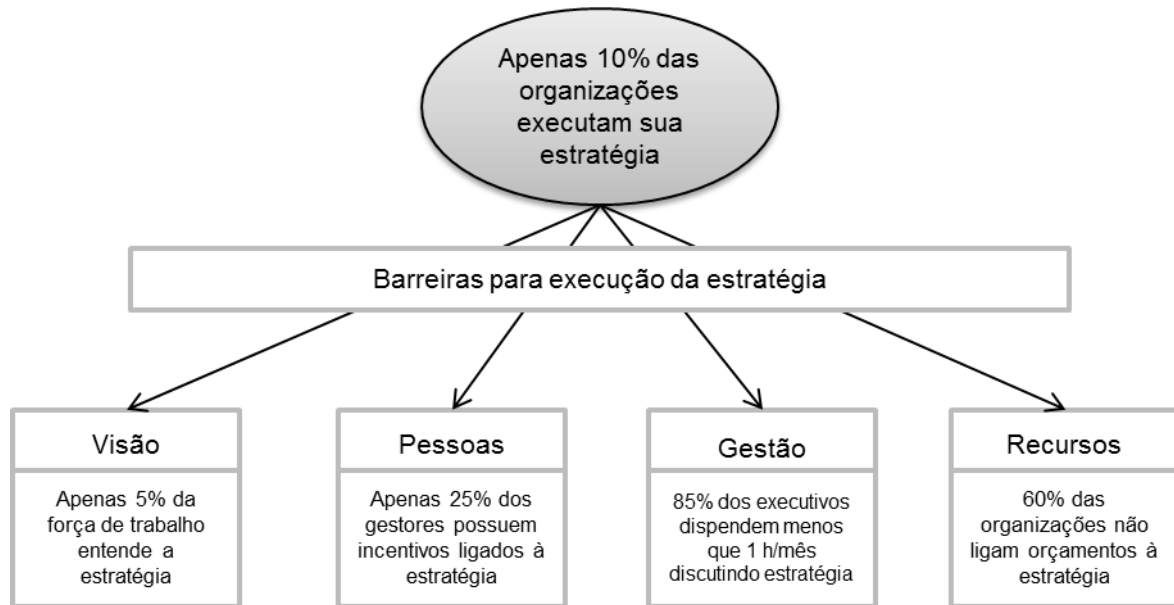 Apenas 10% das
organizações
executam sua
estratégia
Barreiras para execução da estratégia
Visão
Apenas 5% da
força de trabalho
entende a
estratégia
Pessoas
Apenas 25% dos
gestores possuem
incentivos ligados à
estratégia
Gestão
85% dos executivos
dispendem menos
que 1 h/mês
discutindo estratégia
Recursos
60% das
organizações não
ligam orçamentos à
estratégia